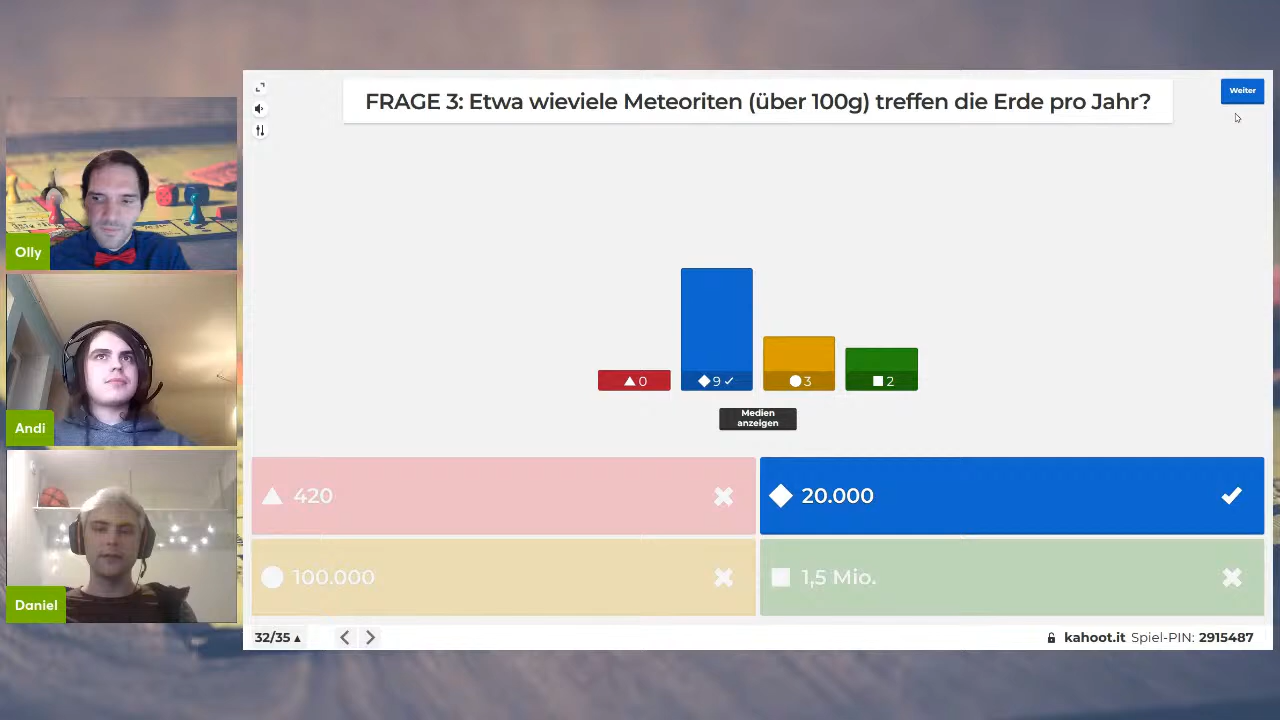 FRAGE 3: Etwa wieviele Meteoriten (über 100g) treffen die Erde pro Jahr?
Weiter
Olly
Andi
Daniel
0
9
3
2
Medien
anzeigen
420
20.000
100.000
1,5 Mio.
32/35
kahoot.it Spiel-PIN: 2915487